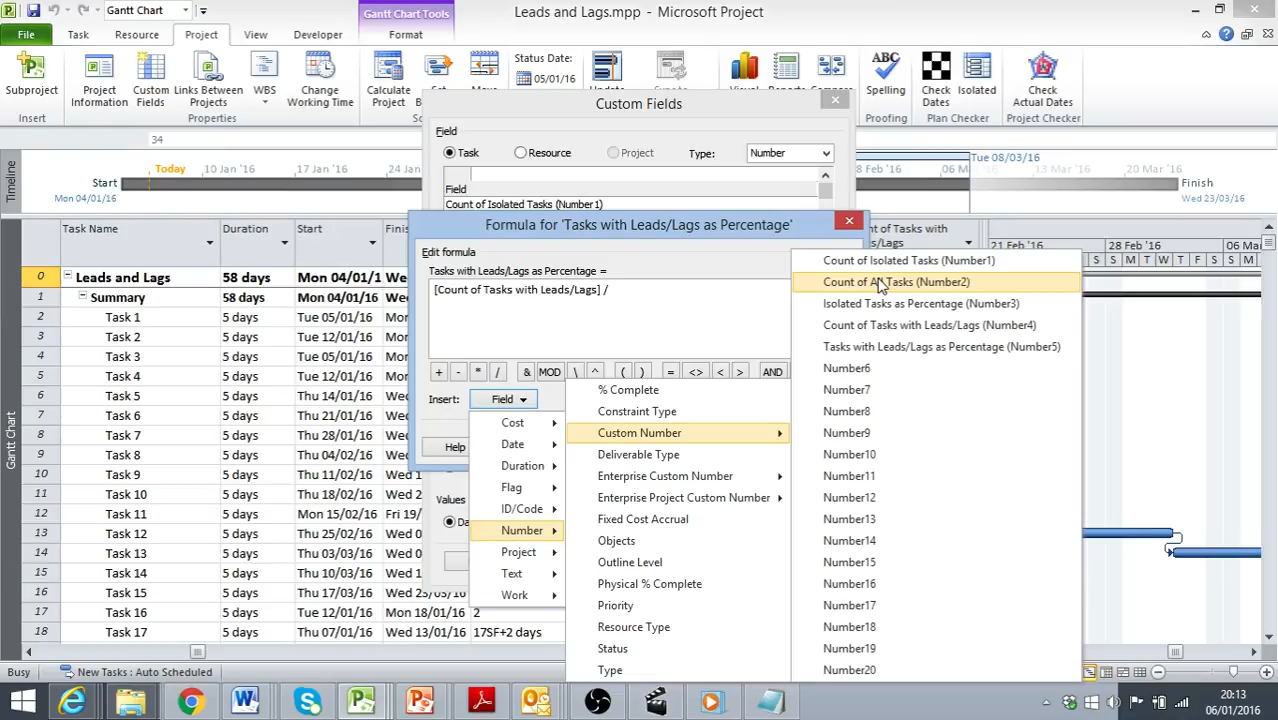 Gantt Chart
Gantt Chart Tools
Leads and Lags.mpp - Microsoft Project
File
Task
Resource
Project
View
Developer
Format
Subproject
Project Information
Custom Fields
Links Between Projects
WBS
Change Working Time
Calculate Project
Status Date:
05/01/16
Spelling
Check Dates
Isolated
Check Actual Dates
Insert
Properties
Proofing
Plan Checker
Project Checker
34
Custom Fields
Field
Task
Resource
Project
Type:
Number
Field
Count of Isolated Tasks (Number1)
Timeline
Today
10 Jan '16
17 Jan '16
24 Jan
Start
Mon 04/01/16
Tue 08/03/16
13 Mar '16
20 Mar '16
Finish
Wed 23/03/16
Formula for 'Tasks with Leads/Lags as Percentage'
Edit formula
Tasks with Leads/Lags as Percentage =
[Count of Tasks with Leads/Lags] /
+ - * / & MOD \ ^ ( ) = <> < > AND
Insert:
Field
Help
Values
Cost
Date
Duration
Flag
ID/Code
Number
Project
Text
Work
% Complete
Constraint Type
Custom Number
Deliverable Type
Enterprise Custom Number
Enterprise Project Custom Number
Fixed Cost Accrual
Objects
Outline Level
Physical % Complete
Priority
Resource Type
Status
Type
Count of Isolated Tasks (Number1)
Count of All Tasks (Number2)
Isolated Tasks as Percentage (Number3)
Count of Tasks with Leads/Lags (Number4)
Tasks with Leads/Lags as Percentage (Number5)
Number6
Number7
Number8
Number9
Number10
Number11
Number12
Number13
Number14
Number15
Number16
Number17
Number18
Number19
Number20
Gantt Chart
Task Name
Duration
Start
21 Feb '16
28 Feb '16
S S M T W T F S S M
0 Leads and Lags 58 days Mon 04/01/1
1 Summary 58 days Mon 04/01/1
2 Task 1 5 days Tue 05/01/16
3 Task 2 5 days Tue 12/01/16
4 Task 3 5 days Tue 19/01/16
5 Task 4 5 days Tue 26/01/16
6 Task 5 5 days Thu 14/01/16
7 Task 6 5 days Thu 21/01/16
8 Task 7 5 days Thu 28/01/16
9 Task 8 5 days Thu 04/02/16
10 Task 9 5 days Thu 11/02/16
11 Task 10 5 days Thu 18/02/16
12 Task 11 5 days Mon 15/02/16 Fri 19/
13 Task 12 5 days Thu 25/02/16
14 Task 13 5 days Thu 03/03/16
15 Task 14 5 days Thu 10/03/16
16 Task 15 5 days Thu 17/03/16
17 Task 16 5 days Tue 12/01/16 Mon 18/01/16 2
18 Task 17 5 days Thu 07/01/16 Wed 13/01/16 17SF+2 days
Busy
New Tasks : Auto Scheduled
20:13
06/01/2016